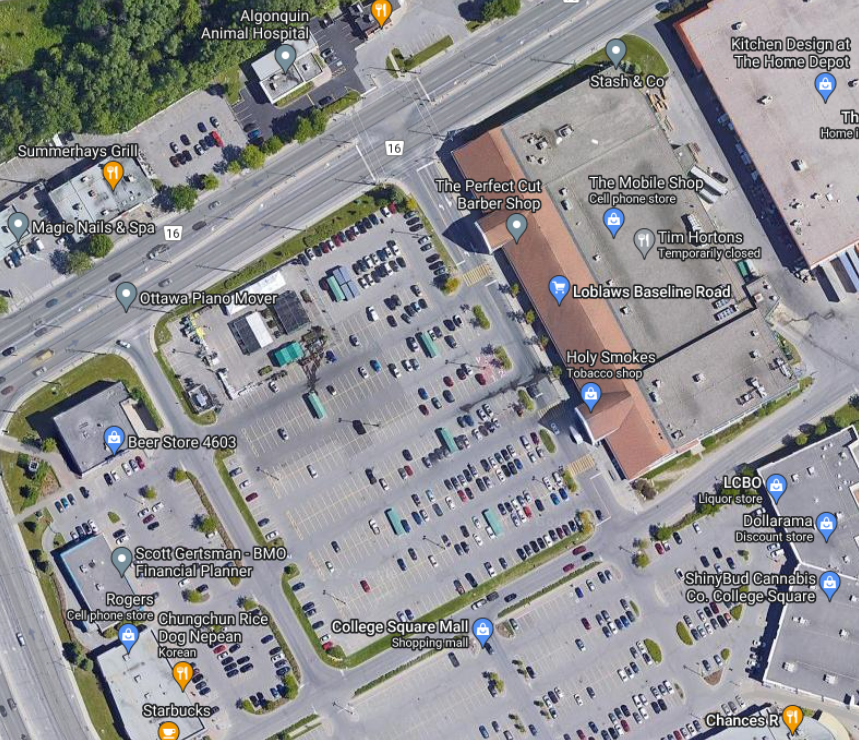 Algonquin
Animal Hospital
Kitchen Design at
The Home Depot
Stash & Co
Th
Home i
16
Summerhays Grill
The Perfect Cut
Barber Shop
The Mobile Shop
Cell phone store
Magic Nails & Spa
16
Tim Hortons
Temporarily closed
Ottawa Piano Mover
Loblaws Baseline Road
Holy Smokes
Tobacco shop
Beer Store 4603
LCBO
Liquor store
Dollarama
Discount store
Scott Gertsman - BMO
Financial Planner
ShinyBud Cannabis
Co. College Square
Rogers
Cell phone store
Chungchun Rice
Dog Nepean
Korean
College Square Mall
Shopping mall
Starbucks
Chances R